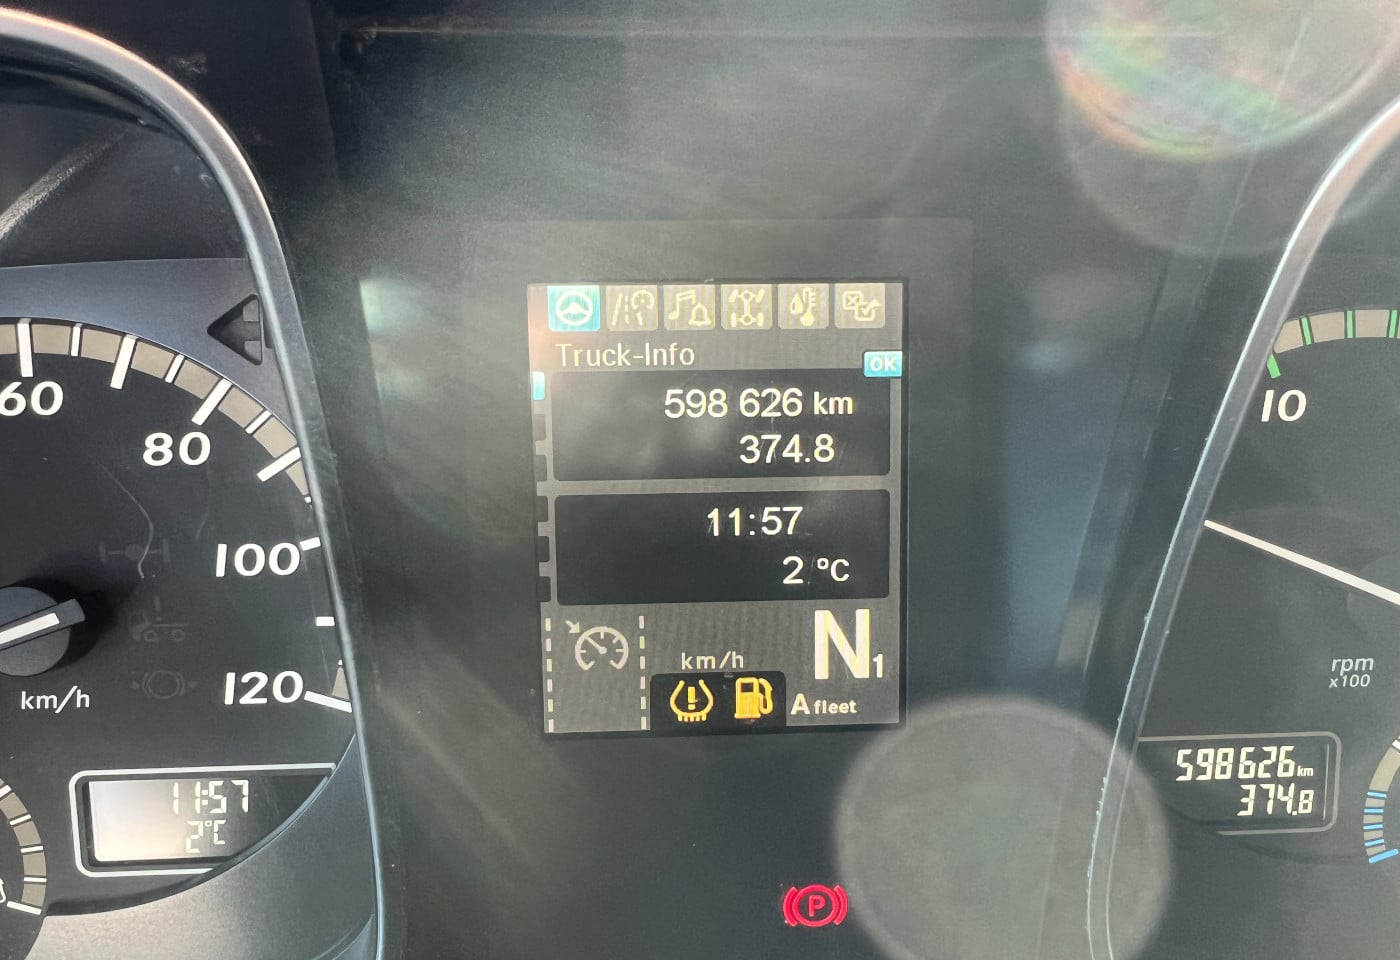 Truck-Info
OK
598 626 km
374.8
11:57
2 °C
km/h
N1
A fleet
60
80
100
120
km/h
11:57
2°C
10
rpm
x100
598626 km
374.8
P